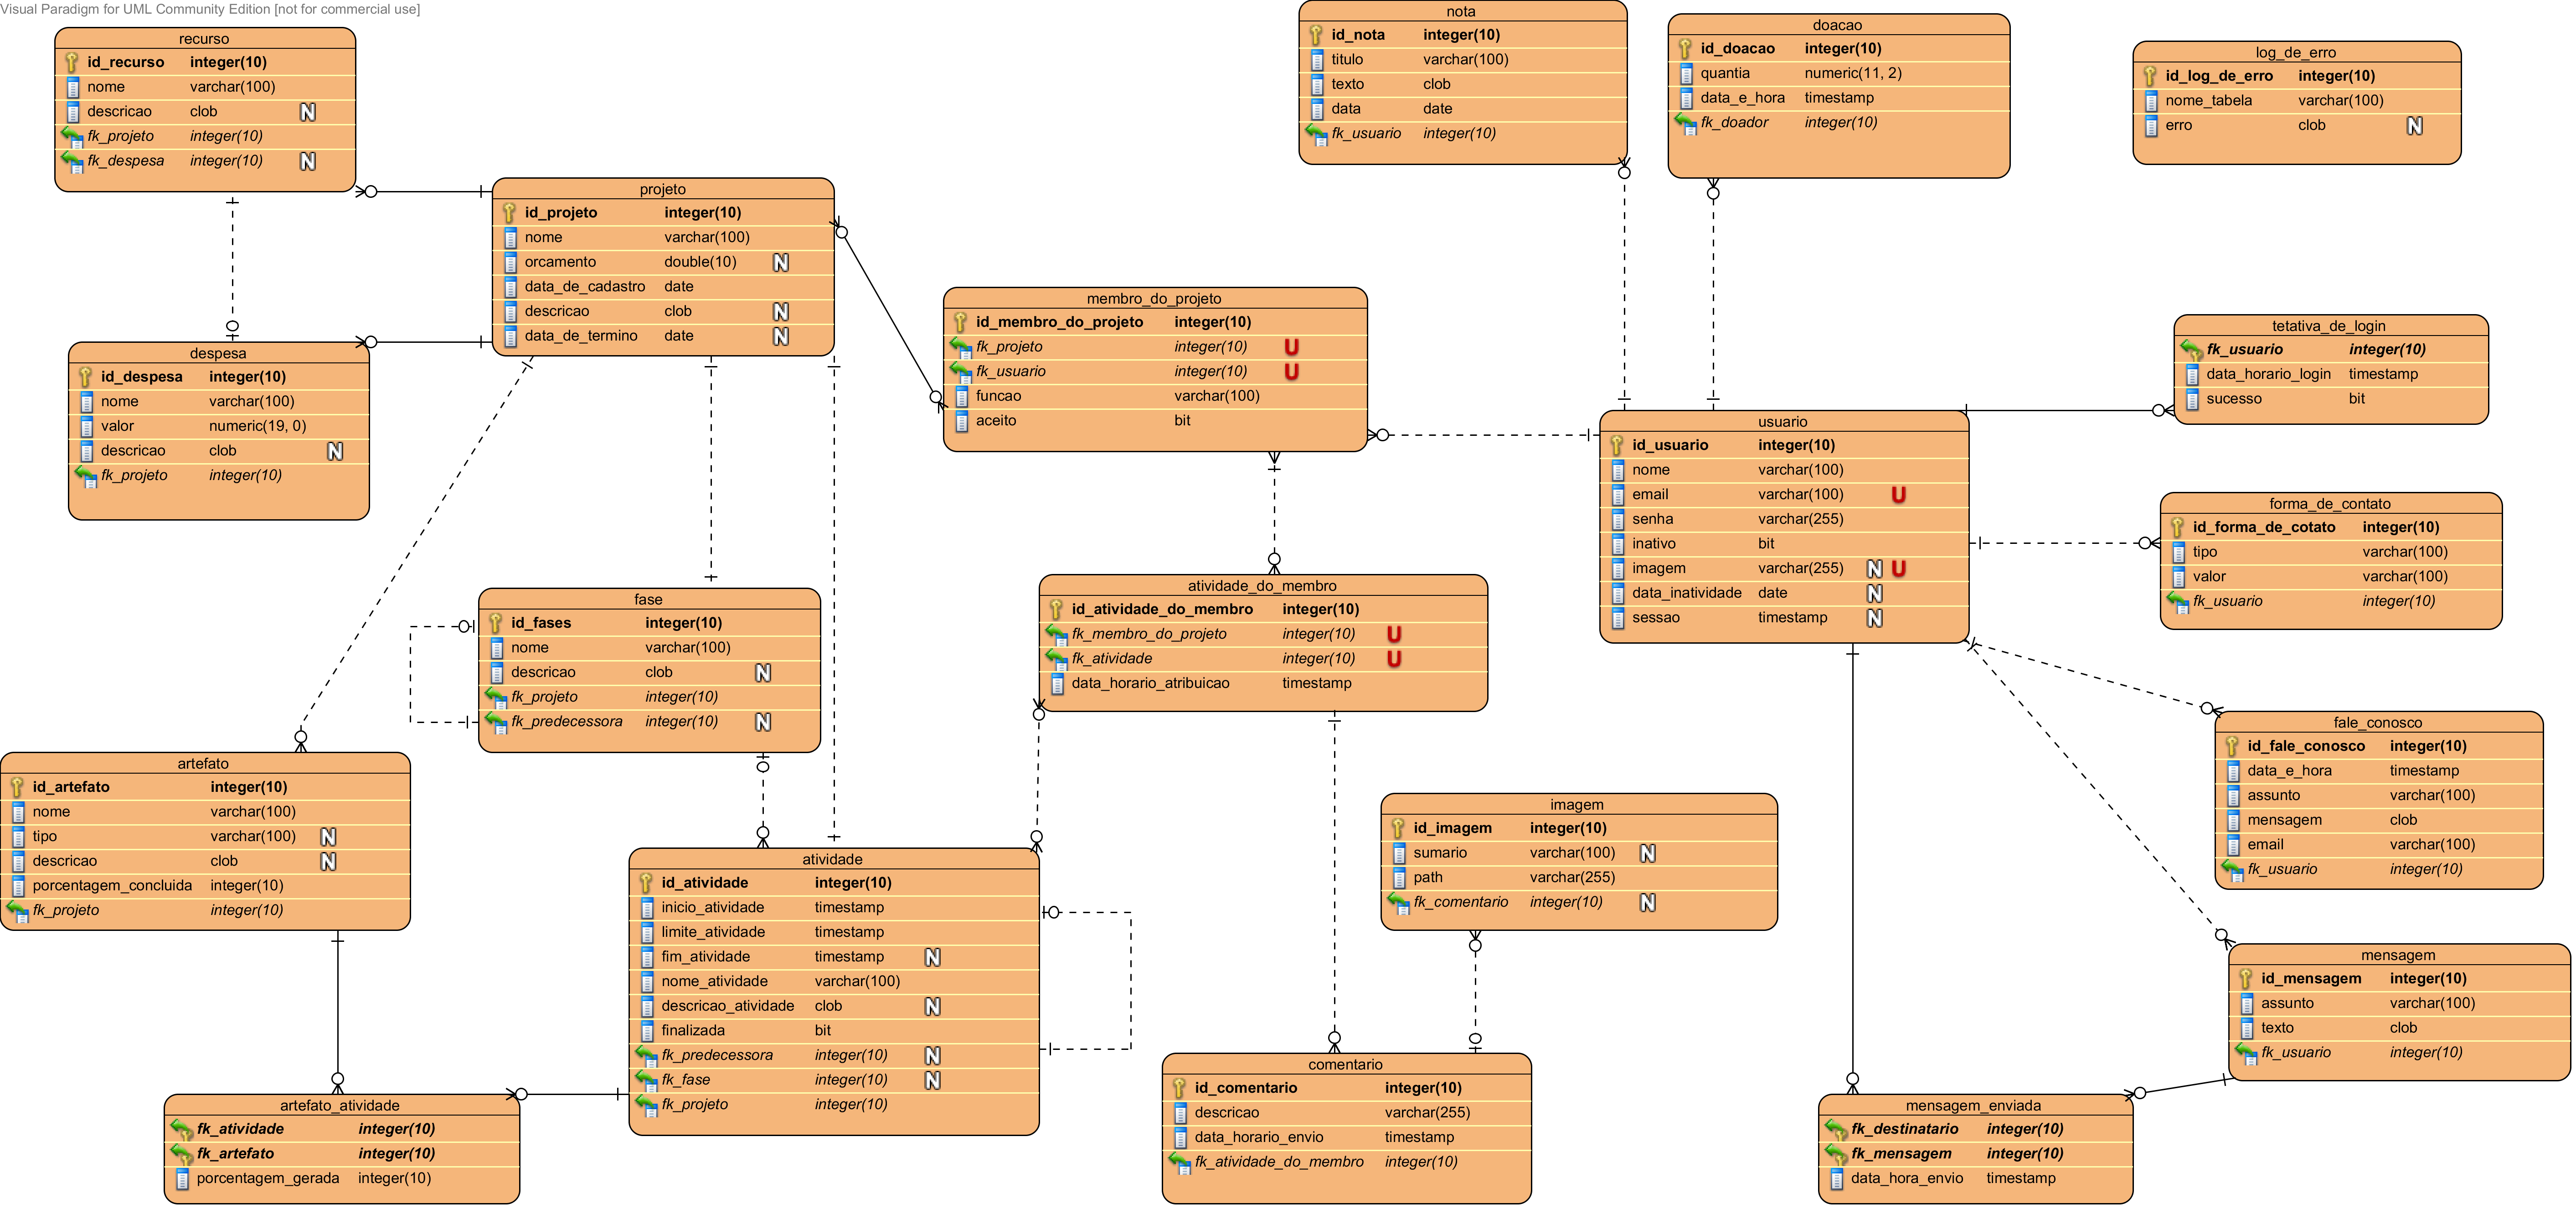 Visual Paradigm for UML Community Edition [not for commercial use]
recurso
id_recurso integer(10)
nome varchar(100)
descricao clob N
fk_projeto integer(10)
fk_despesa integer(10) N
projeto
id_projeto integer(10)
nome varchar(100)
orcamento double(10) N
data_de_cadastro date
descricao clob N
data_de_termino date N
despesa
id_despesa integer(10)
nome varchar(100)
valor numeric(19, 0)
descricao clob N
fk_projeto integer(10)
nota
id_nota integer(10)
titulo varchar(100)
texto clob
data date
fk_usuario integer(10)
doacao
id_doacao integer(10)
quantia numeric(11, 2)
data_e_hora timestamp
fk_doador integer(10)
log_de_erro
id_log_de_erro integer(10)
nome_tabela varchar(100)
erro clob N
membro_do_projeto
id_membro_do_projeto integer(10)
fk_projeto integer(10) U
fk_usuario integer(10) U
funcao varchar(100)
aceito bit
tetativa_de_login
fk_usuario integer(10)
data_horario_login timestamp
sucesso bit
usuario
id_usuario integer(10)
nome varchar(100)
email varchar(100) U
senha varchar(255)
inativo bit
imagem varchar(255) N U
data_inatividade date N
sessao timestamp N
forma_de_contato
id_forma_de_cotato integer(10)
tipo varchar(100)
valor varchar(100)
fk_usuario integer(10)
fase
id_fases integer(10)
nome varchar(100)
descricao clob N
fk_projeto integer(10)
fk_predecessora integer(10) N
atividade_do_membro
id_atividade_do_membro integer(10)
fk_membro_do_projeto integer(10) U
fk_atividade integer(10) U
data_horario_atribuicao timestamp
fale_conosco
id_fale_conosco integer(10)
data_e_hora timestamp
assunto varchar(100)
mensagem clob
email varchar(100)
fk_usuario integer(10)
artefato
id_artefato integer(10)
nome varchar(100)
tipo varchar(100) N
descricao clob N
porcentagem_concluida integer(10)
fk_projeto integer(10)
atividade
id_atividade integer(10)
inicio_atividade timestamp
limite_atividade timestamp
fim_atividade timestamp N
nome_atividade varchar(100)
descricao_atividade clob N
finalizada bit
fk_predecessora integer(10) N
fk_fase integer(10) N
fk_projeto integer(10)
imagem
id_imagem integer(10)
sumario varchar(100) N
path varchar(255)
fk_comentario integer(10) N
mensagem
id_mensagem integer(10)
assunto varchar(100)
texto clob
fk_usuario integer(10)
artefato_atividade
fk_atividade integer(10)
fk_artefato integer(10)
porcentagem_gerada integer(10)
comentario
id_comentario integer(10)
descricao varchar(255)
data_horario_envio timestamp
fk_atividade_do_membro integer(10)
mensagem_enviada
fk_destinatario integer(10)
fk_mensagem integer(10)
data_hora_envio timestamp